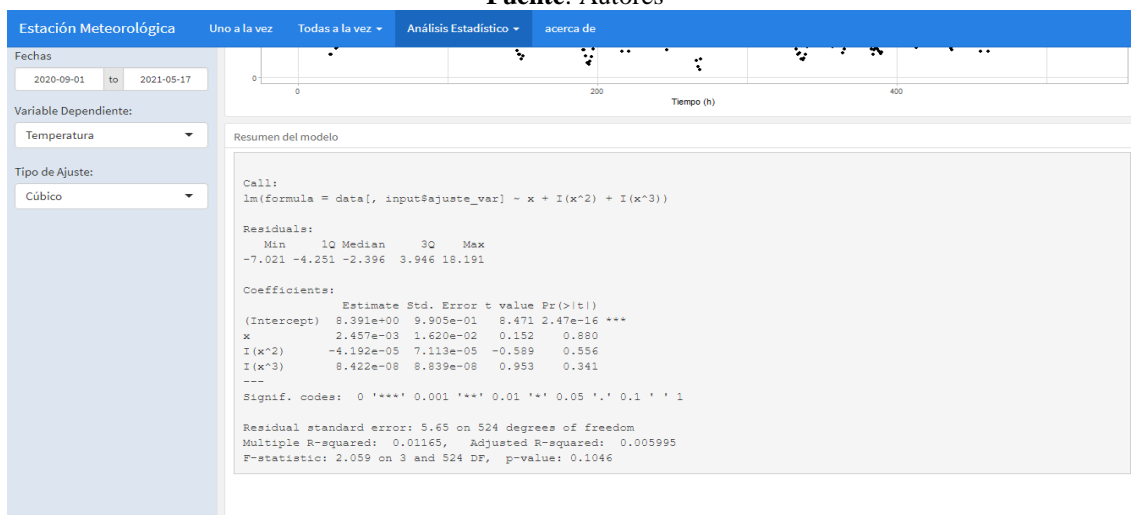 Fuente: Autores
Estación Meteorológica Uno a la vez Todas a la vez Análisis Estadístico acerca de
Fechas
2020-09-01 to 2021-05-17
Variable Dependiente:
Temperatura
Tipo de Ajuste:
Cúbico
0
0 200 400
Tiempo (h)
Resumen del modelo
Call:
lm(formula = data[, input$ajuste_var] ~ x + I(x^2) + I(x^3))
Residuals:
Min 1Q Median 3Q Max
-7.021 -4.251 -2.396 3.946 18.191
Coefficients:
Estimate Std. Error t value Pr(>|t|)
(Intercept) 8.391e+00 9.905e-01 8.471 2.47e-16 ***
x 2.457e-03 1.620e-02 0.152 0.880
I(x^2) -4.192e-05 7.113e-05 -0.589 0.556
I(x^3) 8.422e-08 8.839e-08 0.953 0.341
---
Signif. codes: 0 '***' 0.001 '**' 0.01 '*' 0.05 '.' 0.1 ' ' 1
Residual standard error: 5.65 on 524 degrees of freedom
Multiple R-squared: 0.01165, Adjusted R-squared: 0.005995
F-statistic: 2.059 on 3 and 524 DF, p-value: 0.1046